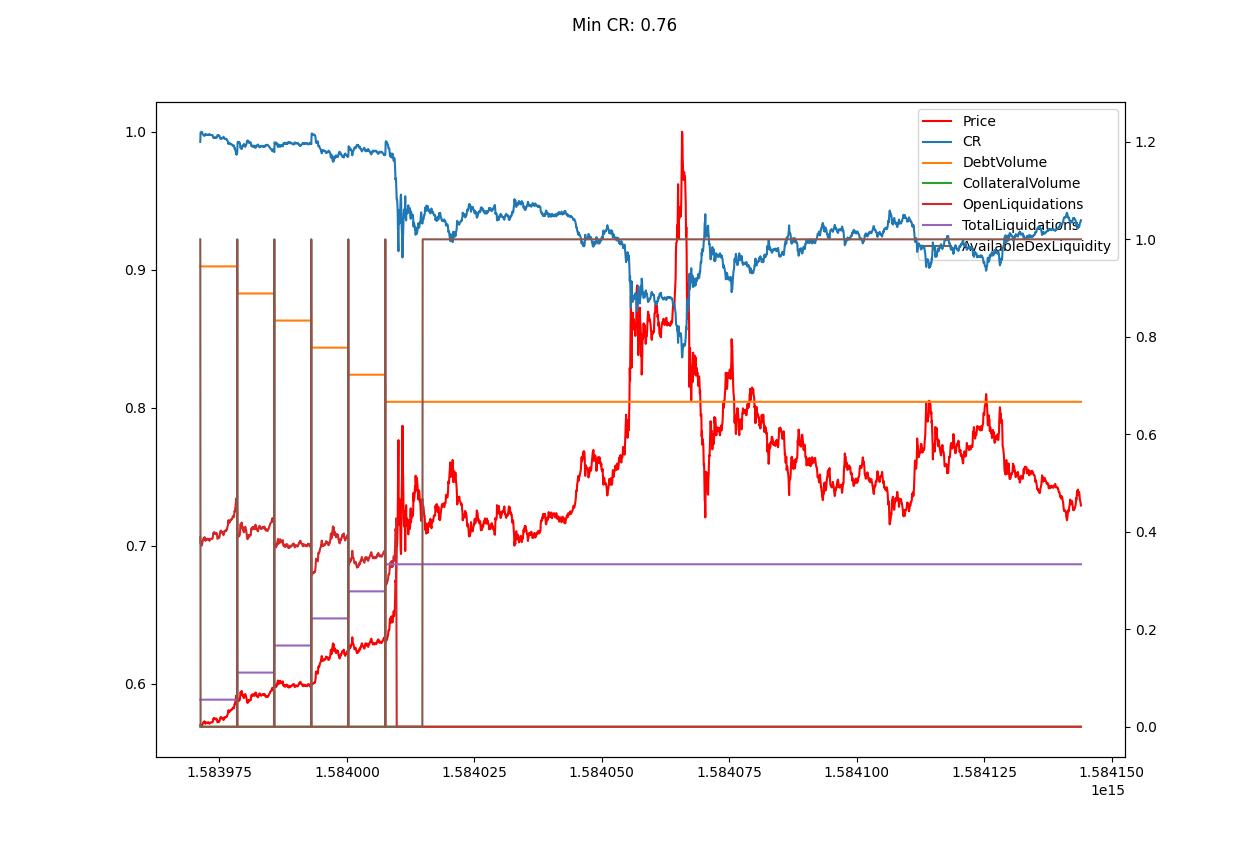 Min CR: 0.76
1.0
0.9
0.8
0.7
0.6
Price
CR
DebtVolume
CollateralVolume
OpenLiquidations
TotalLiquidations
AvailableDexLiquidity
1.2
1.0
0.8
0.6
0.4
0.2
0.0
1.583975 1.584000 1.584025 1.584050 1.584075 1.584100 1.584125 1.584150
1e15